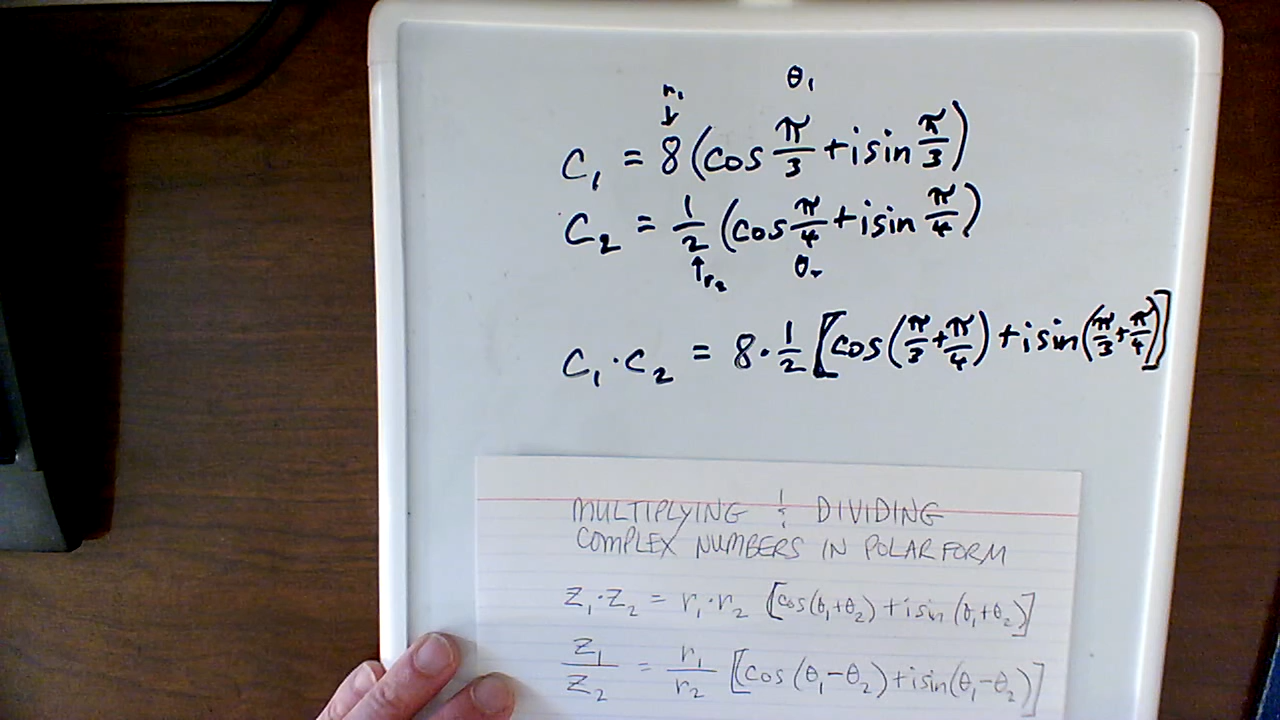 r₁ θ₁
↓
C₁ = 8 (cos π/3 + i sin π/3)
C₂ = 1/2 (cos π/4 + i sin π/4)
↑r₂ θ₂
C₁ · C₂ = 8 · 1/2 [cos (π/3 + π/4) + i sin (π/3 + π/4)]
MULTIPLYING & DIVIDING
COMPLEX NUMBERS IN POLAR FORM
Z₁ · Z₂ = r₁ · r₂ [cos(θ₁+θ₂) + i sin (θ₁+θ₂)]
Z₁/Z₂ = r₁/r₂ [cos (θ₁−θ₂) + i sin (θ₁−θ₂)]